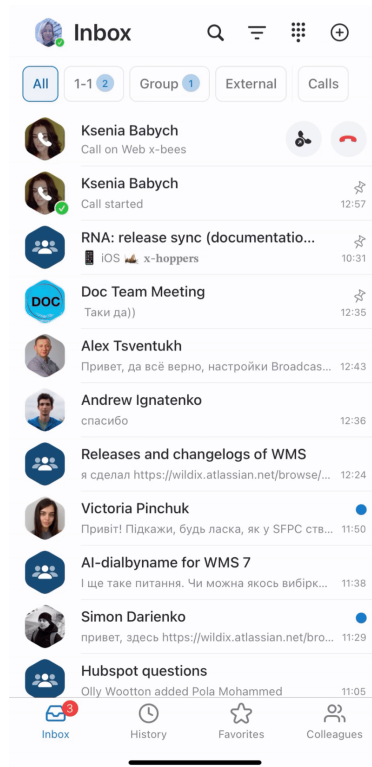 Inbox
All
1-1 2
Group 1
External
Calls
Ksenia Babych
Call on Web x-bees
Ksenia Babych
Call started
12:57
RNA: release sync (documentatio...
iOS x-hoppers
10:31
DOC
Doc Team Meeting
Таки да))
12:35
Alex Tsventukh
Привет, да всё верно, настройки Broadcas...
12:43
Andrew Ignatenko
спасибо
12:36
Releases and changelogs of WMS
я сделал https://wildix.atlassian.net/browse/...
12:24
Victoria Pinchuk
Привіт! Підкажи, будь ласка, як у SFPC ств...
11:50
AI-dialbyname for WMS 7
І ще таке питання. Чи можна якось вибірк...
11:38
Simon Darienko
привет, здесь https://wildix.atlassian.net/bro...
11:29
Hubspot questions
Olly Wootton added Pola Mohammed
11:05
3
Inbox
History
Favorites
Colleagues